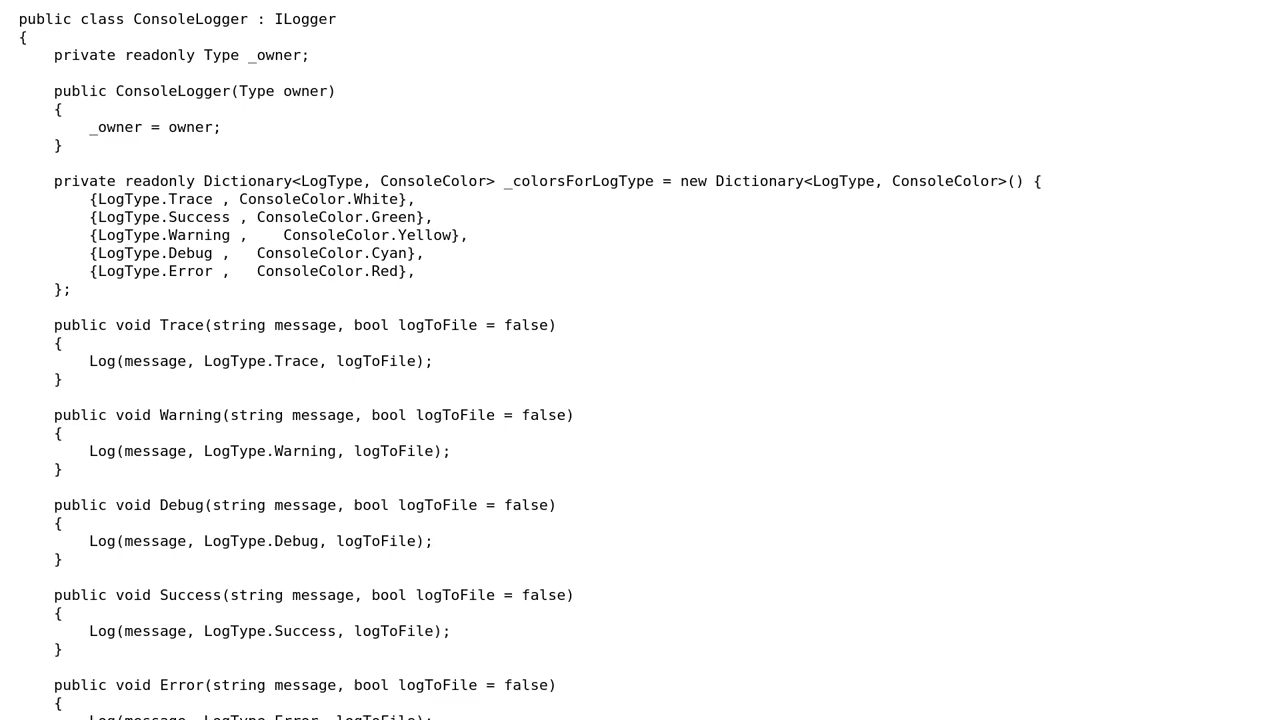 public class ConsoleLogger : ILogger
{
    private readonly Type _owner;

    public ConsoleLogger(Type owner)
    {
        _owner = owner;
    }

    private readonly Dictionary<LogType, ConsoleColor> _colorsForLogType = new Dictionary<LogType, ConsoleColor>() {
        {LogType.Trace , ConsoleColor.White},
        {LogType.Success , ConsoleColor.Green},
        {LogType.Warning ,    ConsoleColor.Yellow},
        {LogType.Debug ,   ConsoleColor.Cyan},
        {LogType.Error ,   ConsoleColor.Red},
    };

    public void Trace(string message, bool logToFile = false)
    {
        Log(message, LogType.Trace, logToFile);
    }

    public void Warning(string message, bool logToFile = false)
    {
        Log(message, LogType.Warning, logToFile);
    }

    public void Debug(string message, bool logToFile = false)
    {
        Log(message, LogType.Debug, logToFile);
    }

    public void Success(string message, bool logToFile = false)
    {
        Log(message, LogType.Success, logToFile);
    }

    public void Error(string message, bool logToFile = false)
    {
        Log(message, LogType.Error, logToFile);